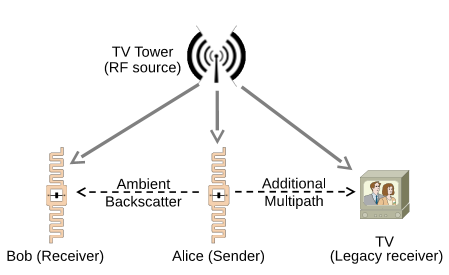 TV Tower
(RF source)
Ambient
Backscatter
Additional
Multipath
Bob (Receiver)
Alice (Sender)
TV
(Legacy receiver)